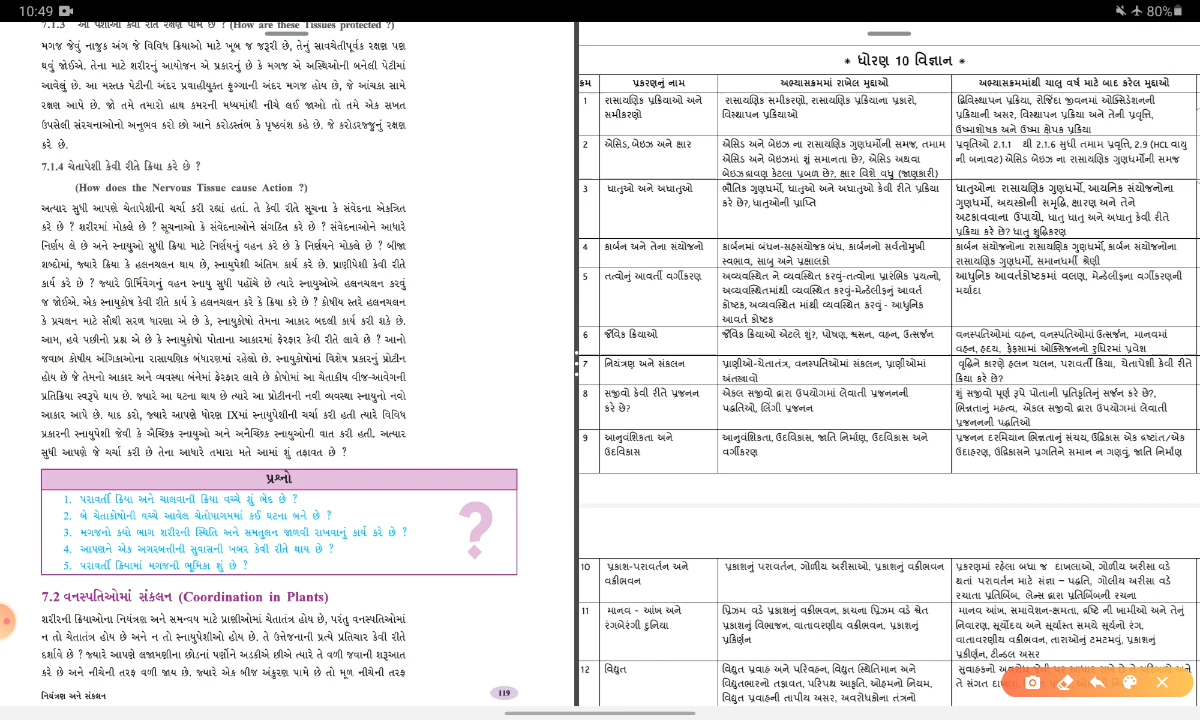 10:49
80%
7.1.3 આ પેશીઓ કેવી રીતે રક્ષણ પામે છે ? (How are these Tissues protected ?)
મગજ જેવું નાજુક અંગ જે વિવિધ ક્રિયાઓ માટે ખૂબ જ જરૂરી છે, તેનું સાવચેતીપૂર્વક રક્ષણ પણ
થવું જોઈએ. તેના માટે શરીરનું આયોજન એ પ્રકારનું છે કે મગજ એ અસ્થિઓની બનેલી પેટીમાં
આવેલું છે. આ મસ્તક પેટીની અંદર પ્રવાહીયુક્ત ફુગ્ગાની અંદર મગજ હોય છે, જે આંચકા સામે
રક્ષણ આપે છે. જો તમે તમારો હાથ કમરની મધ્યમાંથી નીચે લઈ જાઓ તો તમે એક સખત
ઉપસેલી સંરચનાઓનો અનુભવ કરો છો આને કરોડસ્તંભ કે પૃષ્ઠવંશ કહે છે. જે કરોડરજ્જુનું રક્ષણ
કરે છે.
7.1.4 ચેતાપેશી કેવી રીતે ક્રિયા કરે છે ?
(How does the Nervous Tissue cause Action ?)
અત્યાર સુધી આપણે ચેતાપેશીની ચર્ચા કરી રહ્યાં હતાં. તે કેવી રીતે સૂચના કે સંવેદના એકત્રિત
કરે છે ? શરીરમાં મોકલે છે ? સૂચનાઓ કે સંવેદનાઓને સંગઠિત કરે છે ? સંવેદનાઓને આધારે
નિર્ણય લે છે અને સ્નાયુઓ સુધી ક્રિયા માટે નિર્ણયનું વહન કરે છે કે નિર્ણયને મોકલે છે ? બીજા
શબ્દોમાં, જ્યારે ક્રિયા કે હલનચલન થાય છે, સ્નાયુપેશી અંતિમ કાર્ય કરે છે. પ્રાણીપેશી કેવી રીતે
કાર્ય કરે છે ? જ્યારે ઊર્મિવેગનું વહન સ્નાયુ સુધી પહોંચે છે ત્યારે સ્નાયુઓએ હલનચલન કરવું
જ જોઈએ. એક સ્નાયુકોષ કેવી રીતે કાર્ય કે હલનચલન કરે કે ક્રિયા કરે છે ? કોષીય સ્તરે હલનચલન
કે પ્રચલન માટે સૌથી સરળ ધારણા એ છે કે, સ્નાયુકોષો તેમના આકાર બદલી કાર્ય કરી શકે છે.
આમ, હવે પછીનો પ્રશ્ન એ છે કે સ્નાયુકોષો પોતાના આકારમાં ફેરફાર કેવી રીતે લાવે છે ? આનો
જવાબ કોષીય અંગિકાઓના રાસાયણિક બંધારણમાં રહેલો છે. સ્નાયુકોષોમાં વિશેષ પ્રકારનું પ્રોટીન
હોય છે જે તેમનો આકાર અને વ્યવસ્થા બંનેમાં ફેરફાર લાવે છે કોષોમાં આ ચેતાકીય વીજ-આવેગની
પ્રતિક્રિયા સ્વરૂપે થાય છે. જ્યારે આ ઘટના થાય છે ત્યારે આ પ્રોટીનની નવી વ્યવસ્થા સ્નાયુનો નવો
આકાર આપે છે. યાદ કરો, જ્યારે આપણે ધોરણ IXમાં સ્નાયુપેશીની ચર્ચા કરી હતી ત્યારે વિવિધ
પ્રકારની સ્નાયુપેશી જેવી કે ઐચ્છિક સ્નાયુઓ અને અનૈચ્છિક સ્નાયુઓની વાત કરી હતી. અત્યાર
સુધી આપણે જે ચર્ચા કરી છે તેના આધારે તમારા મતે આમાં શું તફાવત છે ?
પ્રશ્નો
1. પરાવર્તી ક્રિયા અને ચાલવાની ક્રિયા વચ્ચે શું ભેદ છે ?
2. બે ચેતાકોષોની વચ્ચે આવેલ ચેતોપાગમમાં કઈ ઘટના બને છે ?
3. મગજનો કયો ભાગ શરીરની સ્થિતિ અને સમતુલન જાળવી રાખવાનું કાર્ય કરે છે ?
4. આપણને એક અગરબત્તીની સુવાસની ખબર કેવી રીતે થાય છે ?
5. પરાવર્તી ક્રિયામાં મગજની ભૂમિકા શું છે ?
?
7.2 વનસ્પતિઓમાં સંકલન (Coordination in Plants)
શરીરની ક્રિયાઓના નિયંત્રણ અને સમન્વય માટે પ્રાણીઓમાં ચેતાતંત્ર હોય છે, પરંતુ વનસ્પતિઓમાં
ન તો ચેતાતંત્ર હોય છે અને ન તો સ્નાયુપેશીઓ હોય છે. તે ઉત્તેજનાની પ્રત્યે પ્રતિચાર કેવી રીતે
દર્શાવે છે ? જ્યારે આપણે લજામણીના છોડનાં પર્ણોને અડકીએ છીએ ત્યારે તે વળી જવાની શરૂઆત
કરે છે અને નીચેની તરફ વળી જાય છે. જ્યારે એક બીજ અંકુરણ પામે છે તો મૂળ નીચેની તરફ
નિયંત્રણ અને સંકલન
119
* ધોરણ 10 વિજ્ઞાન *
ક્રમ પ્રકરણનું નામ અભ્યાસક્રમમાં રાખેલ મુદ્દાઓ અભ્યાસક્રમમાંથી ચાલુ વર્ષ માટે બાદ કરેલ મુદ્દાઓ
1 રાસાયણિક પ્રક્રિયાઓ અને રાસાયણિક સમીકરણો, રાસાયણિક પ્રક્રિયાના પ્રકારો, દ્વિવિસ્થાપન પ્રક્રિયા, રોજિંદા જીવનમાં ઓક્સિડેશનની
સમીકરણો વિસ્થાપન પ્રક્રિયાઓ પ્રક્રિયાની અસર, વિસ્થાપન પ્રક્રિયા અને તેની પ્રવૃત્તિ,
ઉષ્માશોષક અને ઉષ્મા ક્ષેપક પ્રક્રિયા
2 એસિડ, બેઇઝ અને ક્ષાર એસિડ અને બેઇઝ ના રાસાયણિક ગુણધર્મોની સમજ, તમામ પ્રવૃતિઓ 2.1.1 થી 2.1.6 સુધી તમામ પ્રવૃત્તિ, 2.9 (HCL વાયુ
એસિડ અને બેઇઝમાં શું સમાનતા છે?, એસિડ અથવા ની બનાવટ) એસિડ બેઇઝ ના રાસાયણિક ગુણધર્મોની સમજ
બેઇઝદ્રાવણ કેટલા પ્રબળ છે?, ક્ષાર વિશે વધુ (જાણકારી)
3 ધાતુઓ અને અધાતુઓ ભૌતિક ગુણધર્મો, ધાતુઓ અને અધાતુઓ કેવી રીતે પ્રક્રિયા ધાતુઓના રાસાયણિક ગુણધર્મો, આયનિક સંયોજનોના
કરે છે?, ધાતુઓની પ્રાપ્તિ ગુણધર્મો, અયસ્કોની સમૃદ્ધિ, ક્ષારણ અને તેને
અટકાવવાના ઉપાયો, ધાતુ ધાતુ અને અધાતુ કેવી રીતે
પ્રક્રિયા કરે છે? ધાતુ શુદ્ધિકરણ
4 કાર્બન અને તેના સંયોજનો કાર્બનમાં બંધન-સહસંયોજક બંધ, કાર્બનનો સર્વતોમુખી કાર્બન સંયોજનોના રાસાયણિક ગુણધર્મો, કાર્બન સંયોજનોના
સ્વભાવ, સાબુ અને પ્રક્ષાલકો રાસાયણિક ગુણધર્મો, સમાનધર્મી શ્રેણી
5 તત્વોનું આવર્તી વર્ગીકરણ અવ્યવસ્થિત ને વ્યવસ્થિત કરવું-તત્વોના પ્રારંભિક પ્રયત્નો, આધુનિક આવર્તકોષ્ટકમાં વલણ, મેન્ડેલીફના વર્ગીકરણની
અવ્યવસ્થિતમાંથી વ્યવસ્થિત કરવું-મેન્ડેલીફનું આવર્ત મર્યાદા
કોષ્ટક, અવ્યવસ્થિત માંથી વ્યવસ્થિત કરવું - આધુનિક
આવર્ત કોષ્ટક
6 જૈવિક ક્રિયાઓ જૈવિક ક્રિયાઓ એટલે શું?, પોષણ, શ્વસન, વહન, ઉત્સર્જન વનસ્પતિઓમાં વહન, વનસ્પતિઓમાં ઉત્સર્જન, માનવમાં
વહન, હૃદય, ફેફસામાં ઓક્સિજનનો રુધિરમાં પ્રવેશ
7 નિયંત્રણ અને સંકલન પ્રાણીઓ-ચેતાતંત્ર, વનસ્પતિઓમાં સંકલન, પ્રાણીઓમાં વૃદ્ધિને કારણે હલન ચલન, પરાવર્તી ક્રિયા, ચેતાપેશી કેવી રીતે
અંતસ્ત્રાવો ક્રિયા કરે છે?
8 સજીવો કેવી રીતે પ્રજનન એકલ સજીવો દ્વારા ઉપયોગમાં લેવાતી પ્રજનનની શું સજીવો પૂર્ણ રૂપે પોતાની પ્રતિકૃતિનું સર્જન કરે છે?,
કરે છે? પદ્ધતિઓ, લિંગી પ્રજનન ભિન્નતાનું મહત્વ, એકલ સજીવો દ્વારા ઉપયોગમાં લેવાતી
પ્રજનનની પદ્ધતિઓ
9 આનુવંશિકતા અને આનુવંશિકતા, ઉદવિકાસ, જાતિ નિર્માણ, ઉદવિકાસ અને પ્રજનન દરમિયાન ભિન્નતાનું સંચય, ઉદ્વિકાસ એક દ્રષ્ટાંત/એક
ઉદવિકાસ વર્ગીકરણ ઉદાહરણ, ઉદ્વિકાસને પ્રગતિને સમાન ન ગણવું, જાતિ નિર્માણ
10 પ્રકાશ-પરાવર્તન અને પ્રકાશનું પરાવર્તન, ગોળીય અરીસાઓ, પ્રકાશનું વક્રીભવન પ્રકરણમાં રહેલા બધા જ દાખલાઓ, ગોળીય અરીસા વડે
વક્રીભવન થતાં પરાવર્તન માટે સંજ્ઞા – પદ્ધતિ, ગોલીય અરીસા વડે
રચાતા પ્રતિબિંબ, લેન્સ દ્વારા પ્રતિબિંબની રચના
11 માનવ - આંખ અને પ્રિઝમ વડે પ્રકાશનું વક્રીભવન, કાચના પ્રિઝમ વડે શ્વેત માનવ આંખ, સમાવેશન-ક્ષમતા, દ્રષ્ટિ ની ખામીઓ અને તેનું
રંગબેરંગી દુનિયા પ્રકાશનું વિભાજન, વાતાવરણીય વક્રીભવન, પ્રકાશનું નિવારણ, સૂર્યોદય અને સૂર્યાસ્ત સમયે સૂર્યનો રંગ,
પ્રકિર્ણન વાતાવરણીય વક્રીભવન, તારાઓનું ટમટમવું, પ્રકાશનું
પ્રકીર્ણન, ટીન્ડલ અસર
12 વિદ્યુત વિદ્યુત પ્રવાહ અને પરિવહન, વિદ્યુત સ્થિતિમાન અને સુવાહકનો
વિદ્યુતભારનો તફાવત, પરિપથ આકૃતિ, ઓહમનો નિયમ, તે સંગત
વિદ્યુત પ્રવાહની તાપીય અસર, અવરોધકોના તંત્રનો